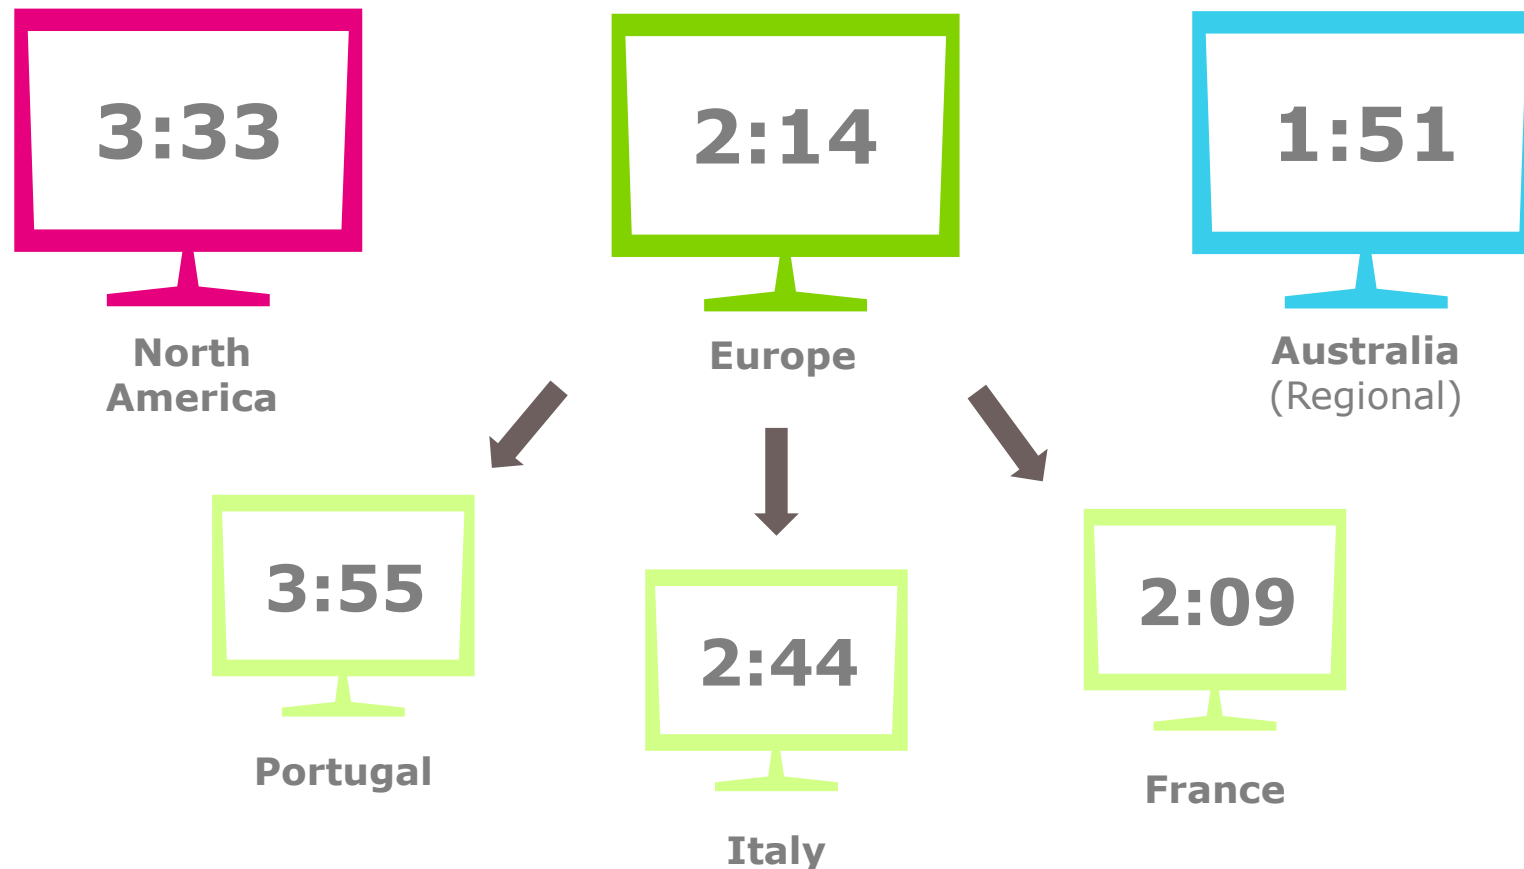 3:33
2:14
1:51
North
America
Europe
Australia
(Regional)
3:55
2:44
2:09
Portugal
Italy
France